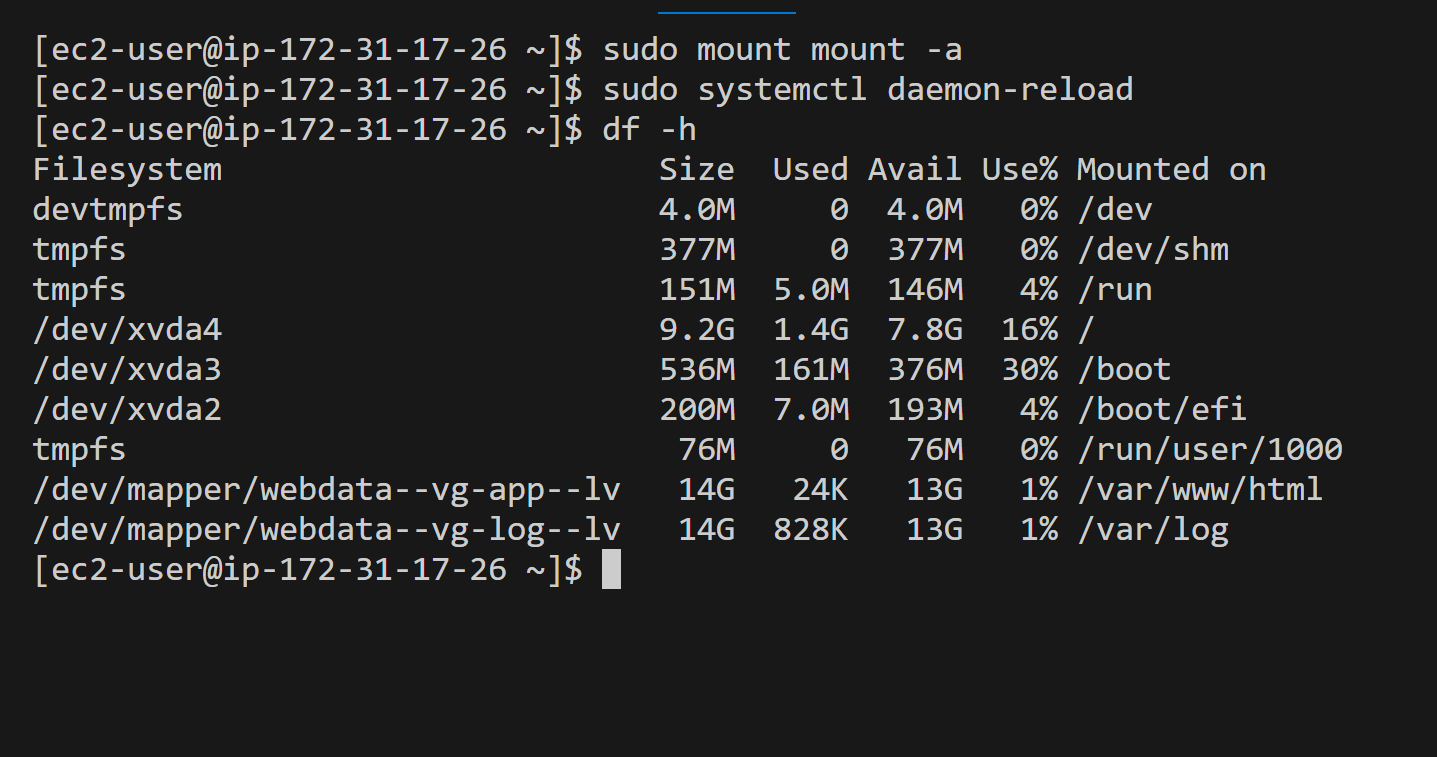 [ec2-user@ip-172-31-17-26 ~]$ sudo mount mount -a
[ec2-user@ip-172-31-17-26 ~]$ sudo systemctl daemon-reload
[ec2-user@ip-172-31-17-26 ~]$ df -h
Filesystem                       Size  Used Avail Use% Mounted on
devtmpfs                         4.0M     0  4.0M   0% /dev
tmpfs                            377M     0  377M   0% /dev/shm
tmpfs                            151M  5.0M  146M   4% /run
/dev/xvda4                       9.2G  1.4G  7.8G  16% /
/dev/xvda3                       536M  161M  376M  30% /boot
/dev/xvda2                       200M  7.0M  193M   4% /boot/efi
tmpfs                             76M     0   76M   0% /run/user/1000
/dev/mapper/webdata--vg-app--lv   14G   24K   13G   1% /var/www/html
/dev/mapper/webdata--vg-log--lv   14G  828K   13G   1% /var/log
[ec2-user@ip-172-31-17-26 ~]$